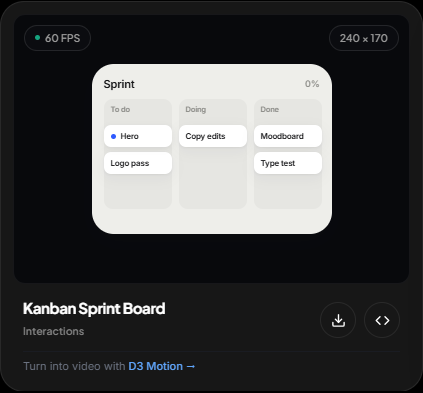 60 FPS
240 × 170
Sprint
0%
To do
Doing
Done
Hero
Copy edits
Moodboard
Logo pass
Type test
Kanban Sprint Board
Interactions
Turn into video with D3 Motion →